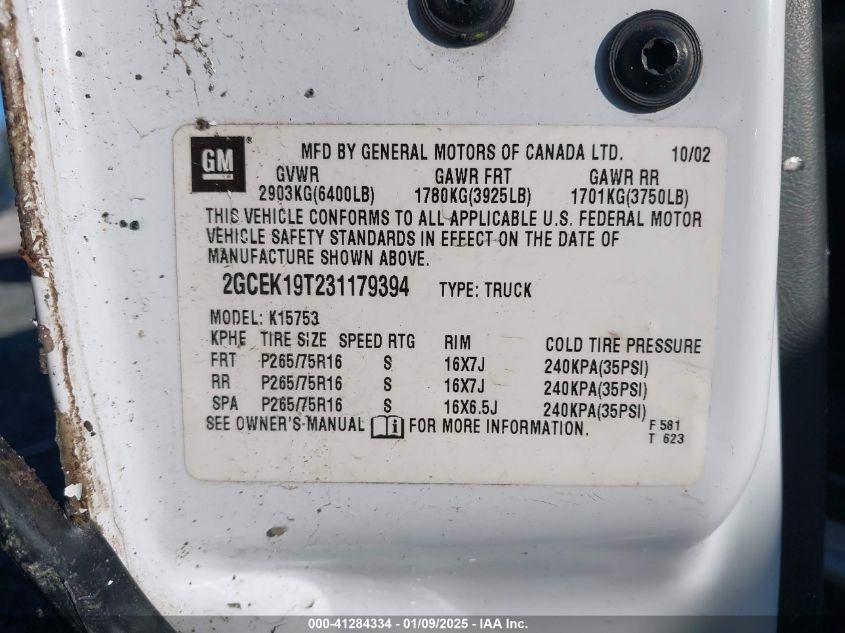 GM
MFD BY GENERAL MOTORS OF CANADA LTD. 10/02
GVWR GAWR FRT GAWR RR
2903KG(6400LB) 1780KG(3925LB) 1701KG(3750LB)
THIS VEHICLE CONFORMS TO ALL APPLICABLE U.S. FEDERAL MOTOR
VEHICLE SAFETY STANDARDS IN EFFECT ON THE DATE OF
MANUFACTURE SHOWN ABOVE.
2GCEK19T231179394 TYPE: TRUCK
MODEL: K15753
KPHE TIRE SIZE SPEED RTG RIM COLD TIRE PRESSURE
FRT P265/75R16 S 16X7J 240KPA(35PSI)
RR P265/75R16 S 16X7J 240KPA(35PSI)
SPA P265/75R16 S 16X6.5J 240KPA(35PSI)
SEE OWNER'S MANUAL i FOR MORE INFORMATION.
F 581
T 623
000-41284334 - 01/09/2025 - IAA Inc.